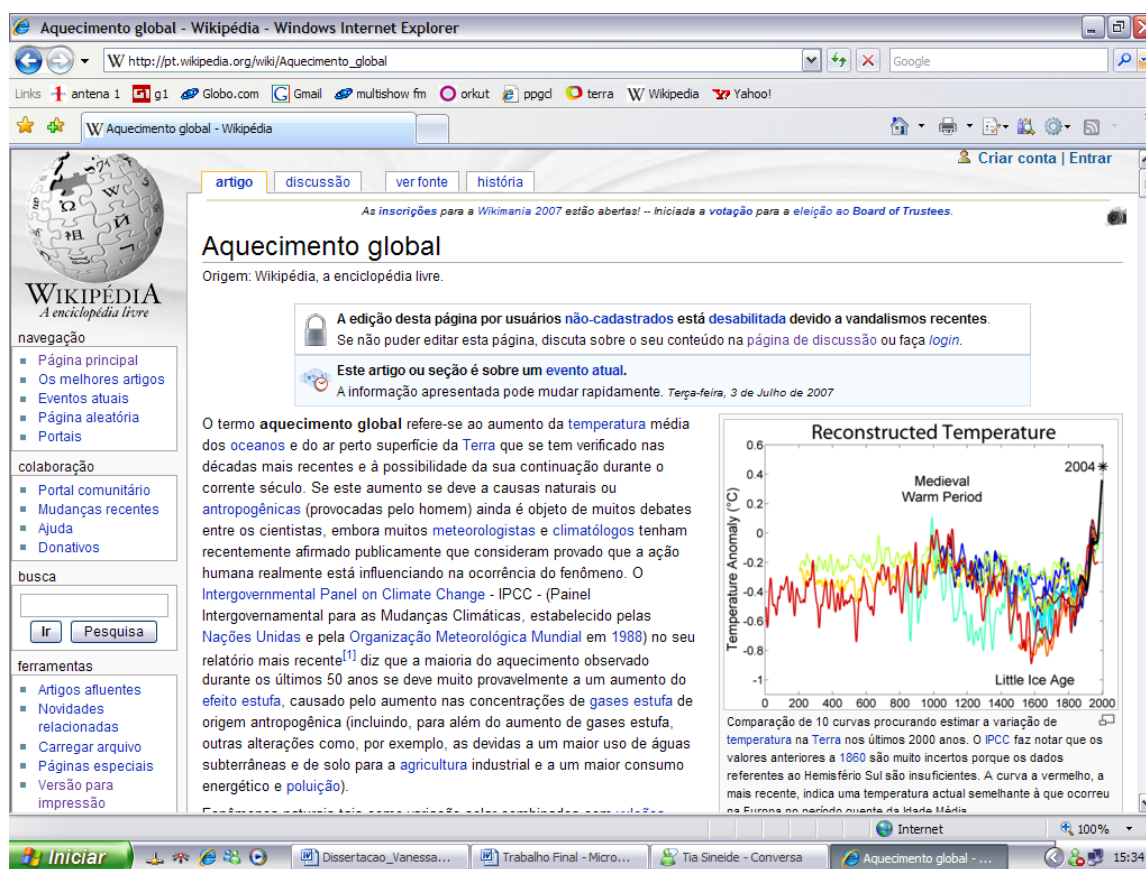 Aquecimento global - Wikipédia - Windows Internet Explorer
http://pt.wikipedia.org/wiki/Aquecimento_global
Google
Links antena 1 g1 Globo.com Gmail multishow fm orkut ppgcl terra Wikipedia Yahoo!
Aquecimento global - Wikipédia
Criar conta | Entrar
artigo discussão ver fonte história
As inscrições para a Wikimania 2007 estão abertas! -- Iniciada a votação para a eleição ao Board of Trustees.
Aquecimento global
Origem: Wikipédia, a enciclopédia livre.
A edição desta página por usuários não-cadastrados está desabilitada devido a vandalismos recentes.
Se não puder editar esta página, discuta sobre o seu conteúdo na página de discussão ou faça login.
Este artigo ou seção é sobre um evento atual.
A informação apresentada pode mudar rapidamente. Terça-feira, 3 de Julho de 2007
WIKIPÉDIA
A enciclopédia livre
navegação
Página principal
Os melhores artigos
Eventos atuais
Página aleatória
Portais
colaboração
Portal comunitário
Mudanças recentes
Ajuda
Donativos
busca
Ir Pesquisa
ferramentas
Artigos afluentes
Novidades
relacionadas
Carregar arquivo
Páginas especiais
Versão para
impressão
O termo aquecimento global refere-se ao aumento da temperatura média
dos oceanos e do ar perto superfície da Terra que se tem verificado nas
décadas mais recentes e à possibilidade da sua continuação durante o
corrente século. Se este aumento se deve a causas naturais ou
antropogênicas (provocadas pelo homem) ainda é objeto de muitos debates
entre os cientistas, embora muitos meteorologistas e climatólogos tenham
recentemente afirmado publicamente que consideram provado que a ação
humana realmente está influenciando na ocorrência do fenômeno. O
Intergovernmental Panel on Climate Change - IPCC - (Painel
Intergovernamental para as Mudanças Climáticas, estabelecido pelas
Nações Unidas e pela Organização Meteorológica Mundial em 1988) no seu
relatório mais recente[1] diz que a maioria do aquecimento observado
durante os últimos 50 anos se deve muito provavelmente a um aumento do
efeito estufa, causado pelo aumento nas concentrações de gases estufa de
origem antropogênica (incluindo, para além do aumento de gases estufa,
outras alterações como, por exemplo, as devidas a um maior uso de águas
subterrâneas e de solo para a agricultura industrial e a um maior consumo
energético e poluição).
Fenômenos naturais tais como variação solar combinados com vulcões
Reconstructed Temperature
Temperature Anomaly (°C)
0.6
0.4
0.2
0
-0.2
-0.4
-0.6
-0.8
-1
2004 *
Medieval
Warm Period
Little Ice Age
0 200 400 600 800 1000 1200 1400 1600 1800 2000
Comparação de 10 curvas procurando estimar a variação de
temperatura na Terra nos últimos 2000 anos. O IPCC faz notar que os
valores anteriores a 1860 são muito incertos porque os dados
referentes ao Hemisfério Sul são insuficientes. A curva a vermelho, a
mais recente, indica uma temperatura actual semelhante à que ocorreu
na Europa no período quente da Idade Média.
Internet 100%
Iniciar Dissertacao_Vanessa... Trabalho Final - Micro... Tia Sineide - Conversa Aquecimento global - ... 15:34